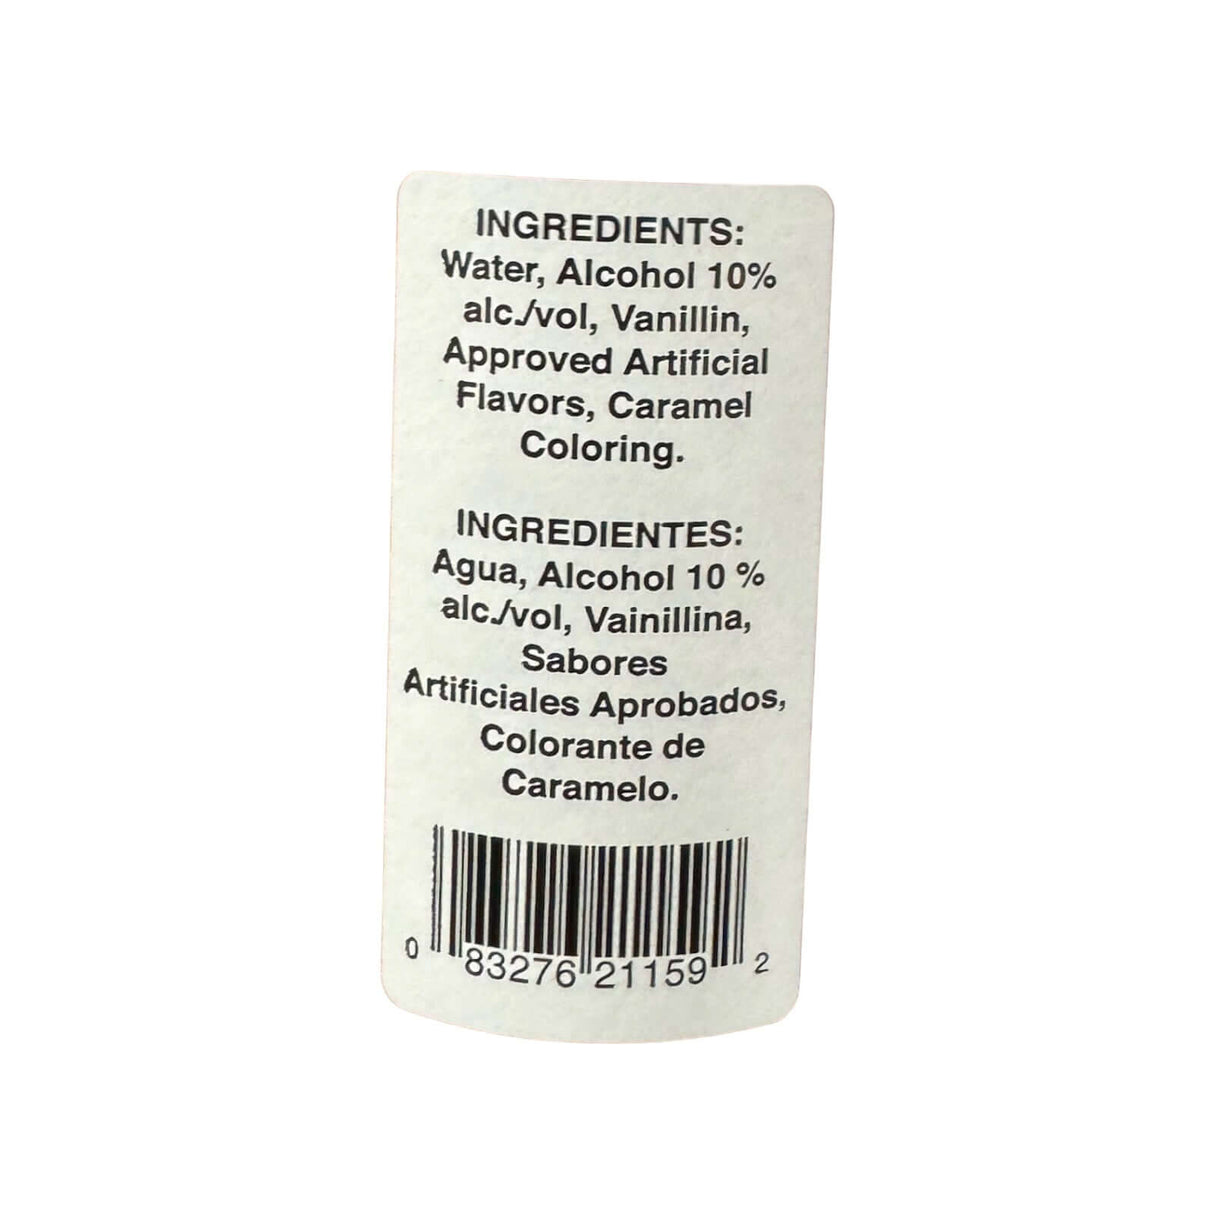 INGREDIENTS:
Water, Alcohol 10%
alc./vol, Vanillin,
Approved Artificial
Flavors, Caramel
Coloring.
INGREDIENTES:
Agua, Alcohol 10 %
alc./vol, Vainillina,
Sabores
Artificiales Aprobados,
Colorante de
Caramelo.
0 83276 21159 2